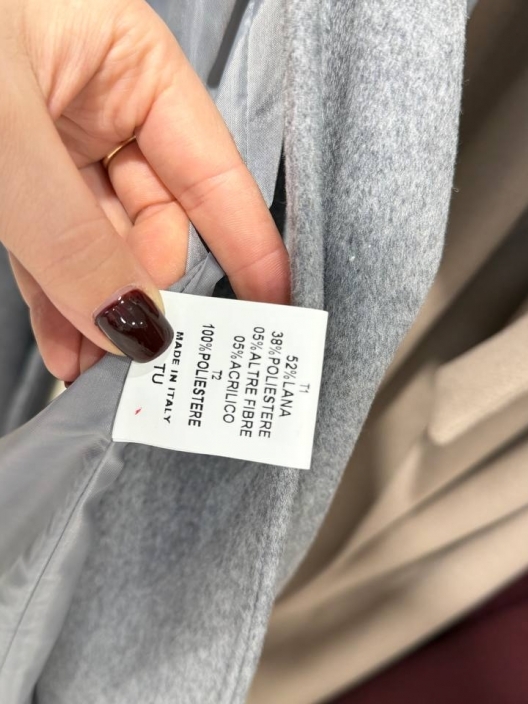 T1
52%LANA
38%POLIESTERE
05%ALTRE FIBRE
05%ACRILICO
T2
100%POLIESTERE
MADE IN ITALY
TU